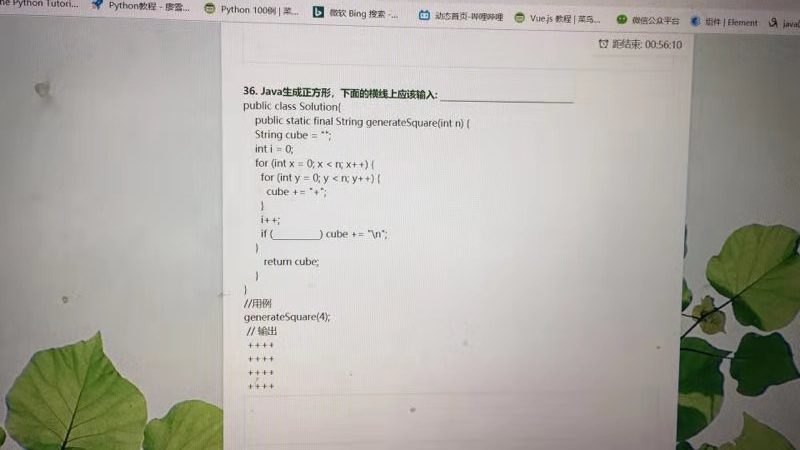 he Python Tutori...
Python教程 - 廖雪...
Python 100例 | 菜...
微软 Bing 搜索 -...
动态首页-哔哩哔哩
Vue.js 教程 | 菜鸟...
微信公众平台
组件 | Element
java
距结束: 00:56:10
36. Java生成正方形，下面的横线上应该输入: ____________________
public class Solution{
public static final String generateSquare(int n) {
String cube = "";
int i = 0;
for (int x = 0; x < n; x++) {
for (int y = 0; y < n; y++) {
cube += "+";
}
i++;
if (________) cube += "\n";
}
return cube;
}
}
//用例
generateSquare(4);
// 输出
++++
++++
++++
++++